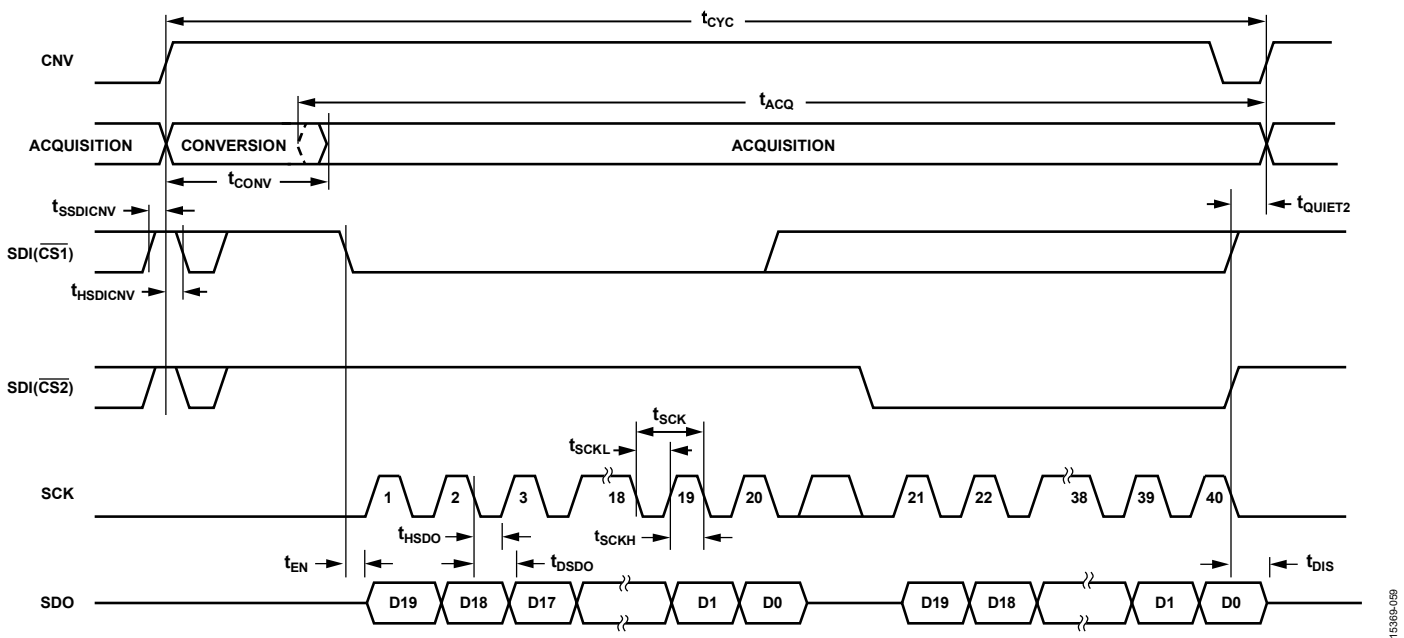 tCYC
CNV
tACQ
ACQUISITION CONVERSION ACQUISITION
tCONV
tSSDICNV tQUIET2
SDI(CS1)
tHSDICNV
SDI(CS2)
tSCK
tSCKL
SCK 1 2 3 18 19 20 21 22 38 39 40
tHSDO tSCKH
tEN tDSDO tDIS
SDO D19 D18 D17 D1 D0 D19 D18 D1 D0
15369-059